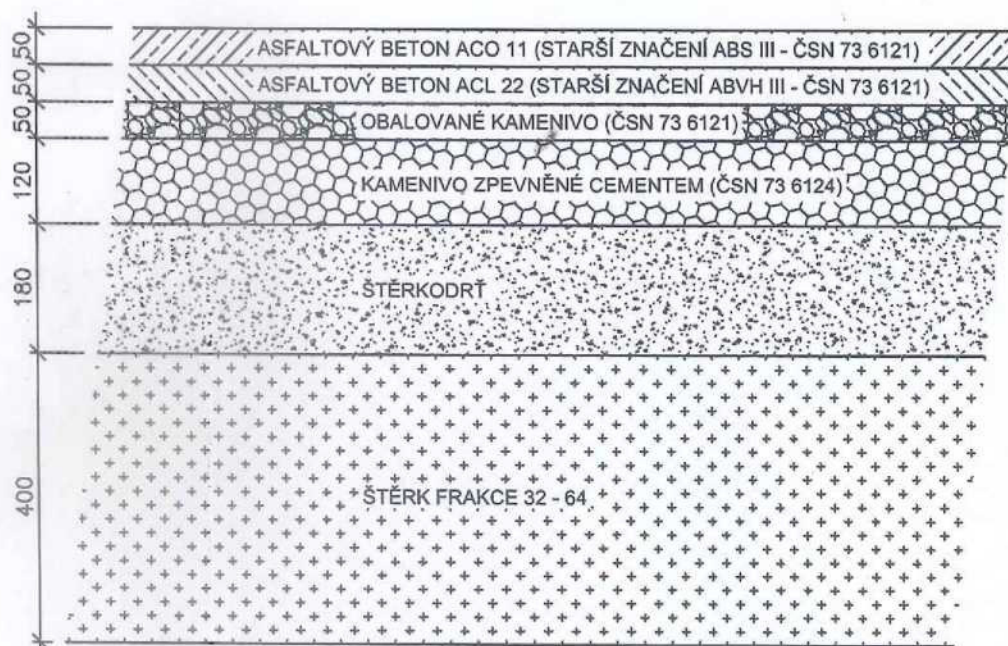 50
ASFALTOVÝ BETON ACO 11 (STARŠÍ ZNAČENÍ ABS III - ČSN 73 6121)
50
ASFALTOVÝ BETON ACL 22 (STARŠÍ ZNAČENÍ ABVH III - ČSN 73 6121)
50
OBALOVANÉ KAMENIVO (ČSN 73 6121)
120
KAMENIVO ZPEVNĚNÉ CEMENTEM (ČSN 73 6124)
180
ŠTĚRKODRŤ
400
ŠTĚRK FRAKCE 32 - 64